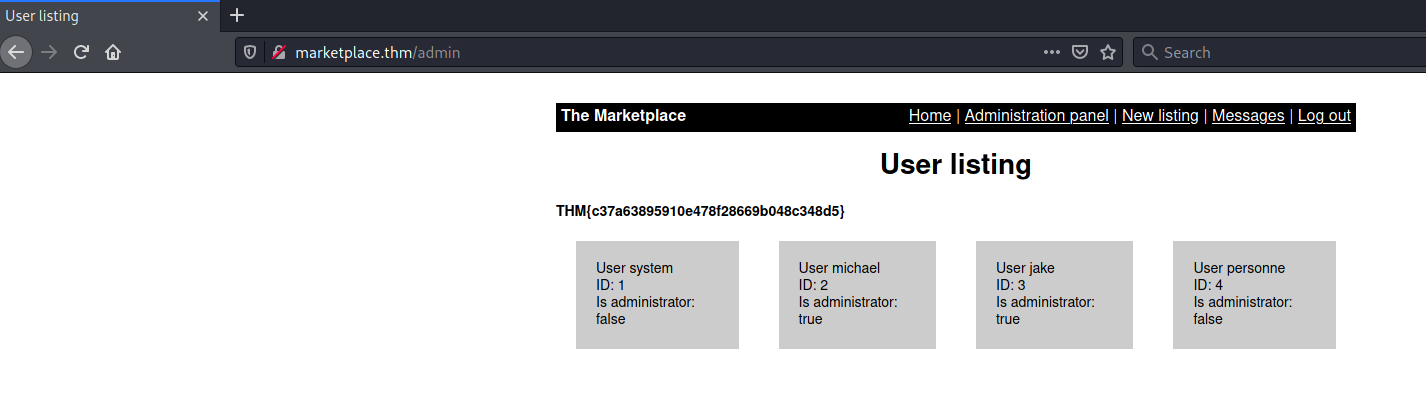 User listing
marketplace.thm/admin
Search
The Marketplace
Home | Administration panel | New listing | Messages | Log out
User listing
THM{c37a63895910e478f28669b048c348d5}
User system
ID: 1
Is administrator:
false
User michael
ID: 2
Is administrator:
true
User jake
ID: 3
Is administrator:
true
User personne
ID: 4
Is administrator:
false